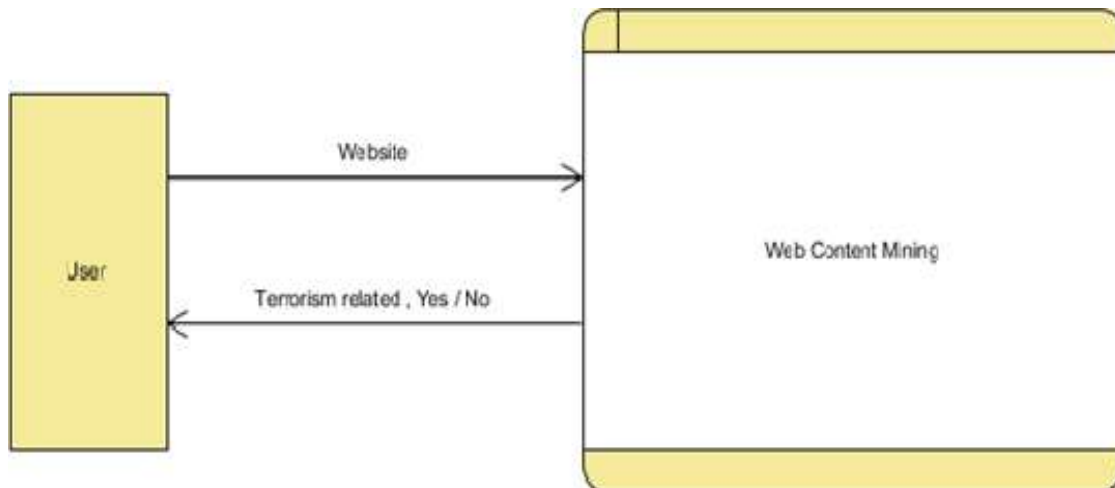 Website
User
Web Content Mining
Terrorism related , Yes / No